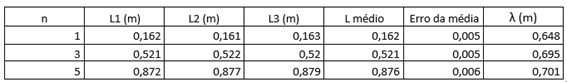 n L1 (m) L2 (m) L3 (m) L médio Erro da média λ (m)
1 0,162 0,161 0,163 0,162 0,005 0,648
3 0,521 0,522 0,52 0,521 0,005 0,695
5 0,872 0,877 0,879 0,876 0,006 0,701